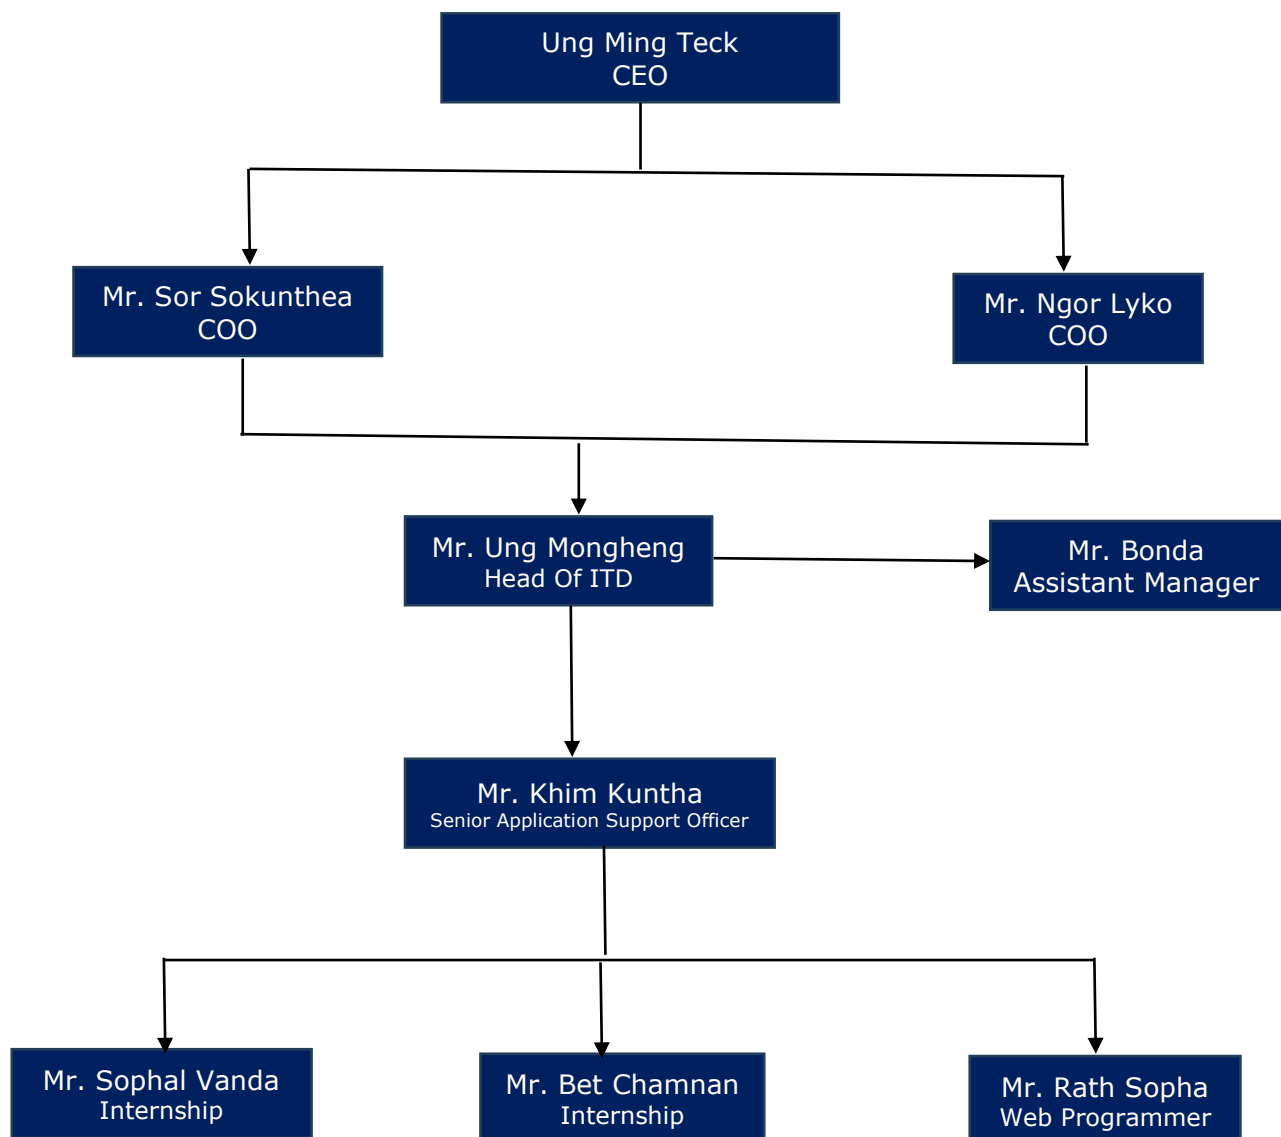 Ung Ming Teck
CEO
Mr. Sor Sokunthea
COO
Mr. Ngor Lyko
COO
Mr. Ung Mongheng
Head Of ITD
Mr. Bonda
Assistant Manager
Mr. Khim Kuntha
Senior Application Support Officer
Mr. Sophal Vanda
Internship
Mr. Bet Chamnan
Internship
Mr. Rath Sopha
Web Programmer